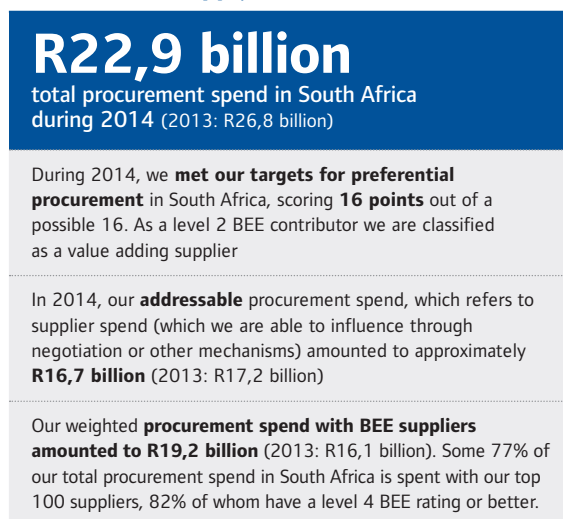 R22,9 billion
total procurement spend in South Africa
during 2014 (2013: R26,8 billion)
During 2014, we met our targets for preferential
procurement in South Africa, scoring 16 points out of a
possible 16. As a level 2 BEE contributor we are classified
as a value adding supplier
In 2014, our addressable procurement spend, which refers to
supplier spend (which we are able to influence through
negotiation or other mechanisms) amounted to approximately
R16,7 billion (2013: R17,2 billion)
Our weighted procurement spend with BEE suppliers
amounted to R19,2 billion (2013: R16,1 billion). Some 77% of
our total procurement spend in South Africa is spent with our top
100 suppliers, 82% of whom have a level 4 BEE rating or better.